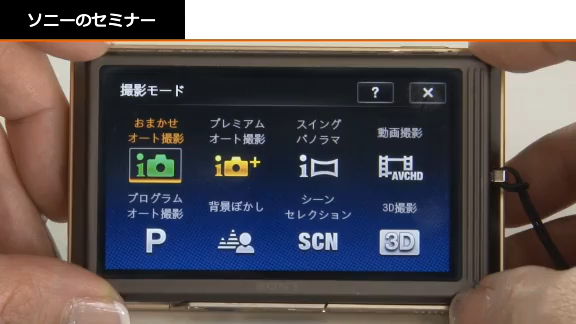 ソニーのセミナー
撮影モード
?
×
おまかせ
オート撮影
プレミアム
オート撮影
スイング
パノラマ
動画撮影
i
i+
i
AVCHD
プログラム
オート撮影
背景ぼかし
シーン
セレクション
3D撮影
P
SCN
3D
SONY